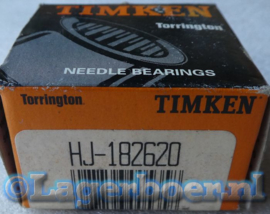 TIMKEN
Torrington
NEEDLE BEARINGS
Torrington TIMKEN
HJ-182620
©Lagerboer.nl